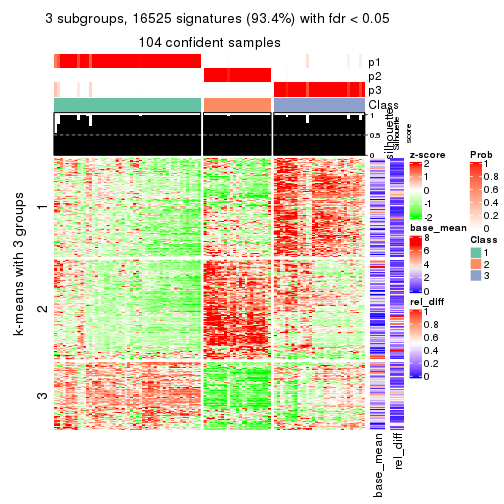 3 subgroups, 16525 signatures (93.4%) with fdr < 0.05
104 confident samples
p1
p2
p3
Class
1
0.5
0
silhouette
Silhouette
score
k-means with 3 groups
1
2
3
base_mean
rel_diff
z-score
2
1
0
-1
-2
base_mean
8
6
4
2
0
rel_diff
1
0.8
0.6
0.4
0.2
0
Prob
1
0.8
0.6
0.4
0.2
0
Class
1
2
3